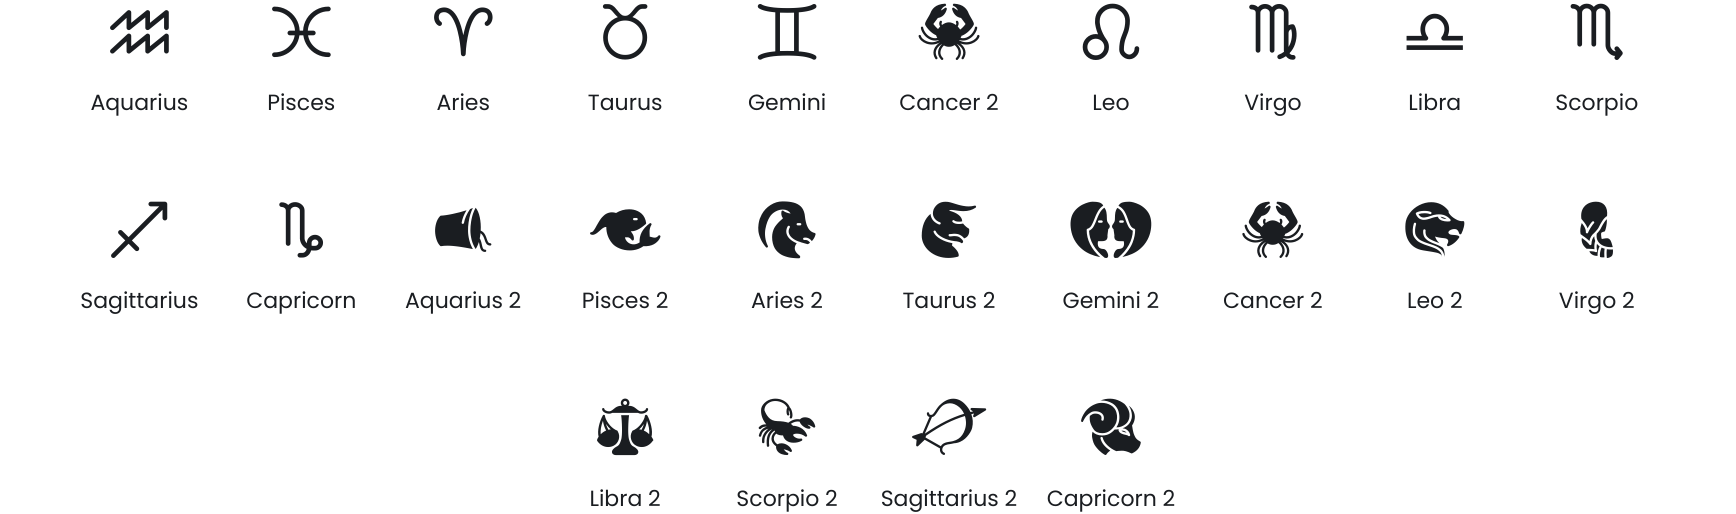 Aquarius Pisces Aries Taurus Gemini Cancer 2 Leo Virgo Libra Scorpio
Sagittarius Capricorn Aquarius 2 Pisces 2 Aries 2 Taurus 2 Gemini 2 Cancer 2 Leo 2 Virgo 2
Libra 2 Scorpio 2 Sagittarius 2 Capricorn 2